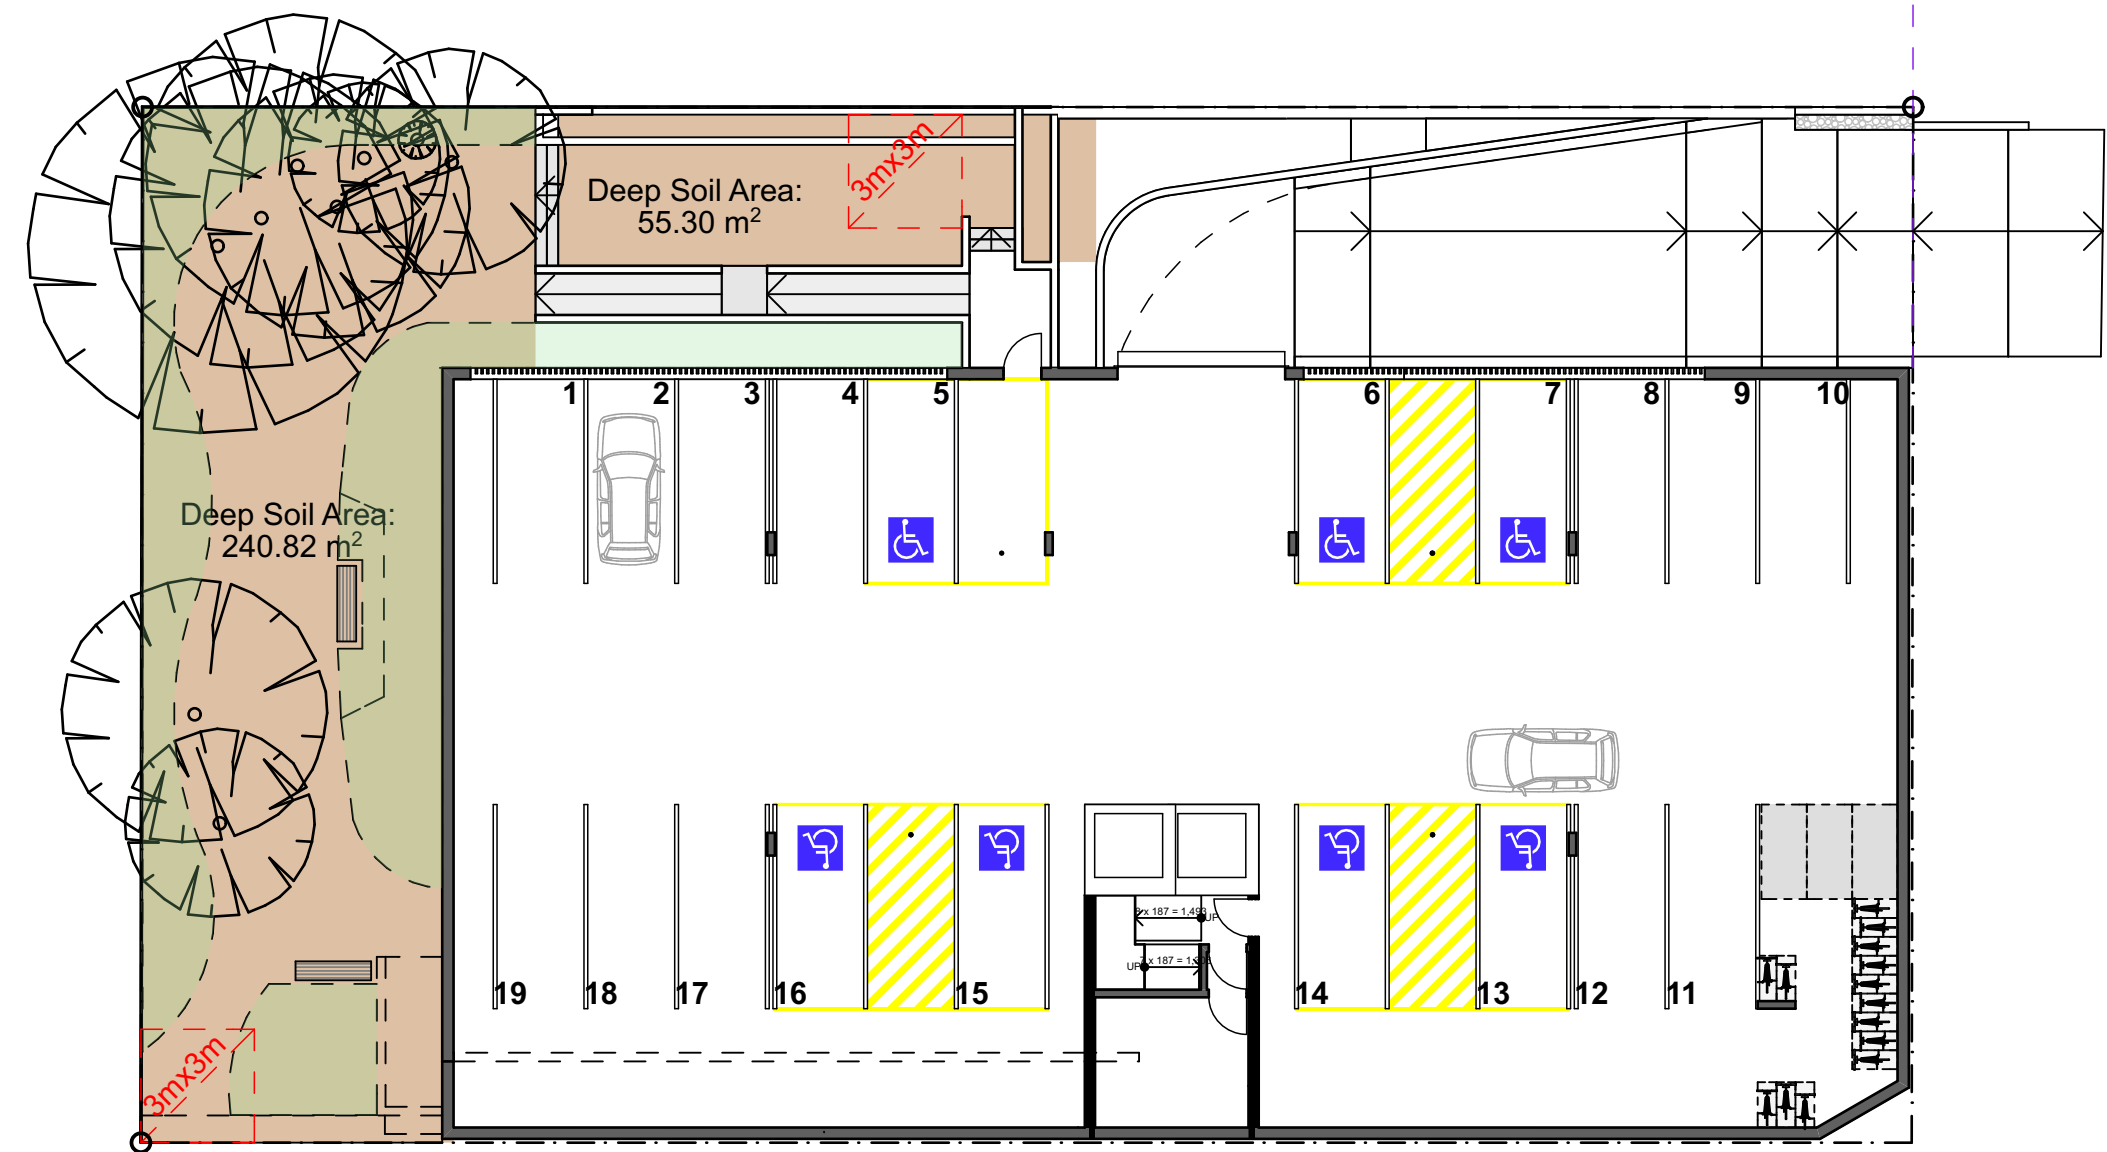 3mx3m
Deep Soil Area:
55.30 m²
1 2 3 4 5 6 7 8 9 10
Deep Soil Area:
240.82 m²
UP
UP
19 18 17 16 15 14 13 12 11
3mx3m